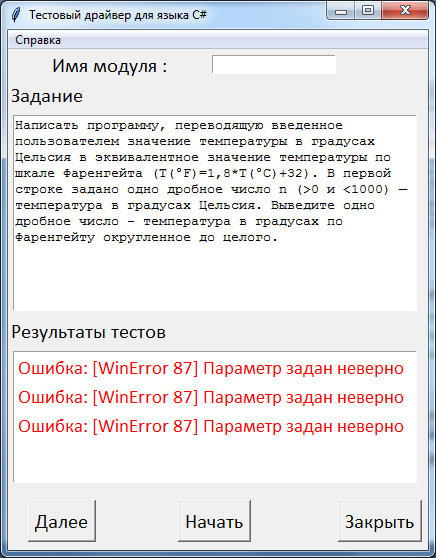 Тестовый драйвер для языка C#
Справка
Имя модуля :
Задание
Написать программу, переводящую введенное
пользователем значение температуры в градусах
Цельсия в эквивалентное значение температуры по
шкале Фаренгейта (T(°F)=1,8*T(°C)+32). В первой
строке задано одно дробное число n (>0 и <1000) —
температура в градусах Цельсия. Выведите одно
дробное число – температура в градусах по
Фаренгейту округленное до целого.
Результаты тестов
Ошибка: [WinError 87] Параметр задан неверно
Ошибка: [WinError 87] Параметр задан неверно
Ошибка: [WinError 87] Параметр задан неверно
Далее Начать Закрыть